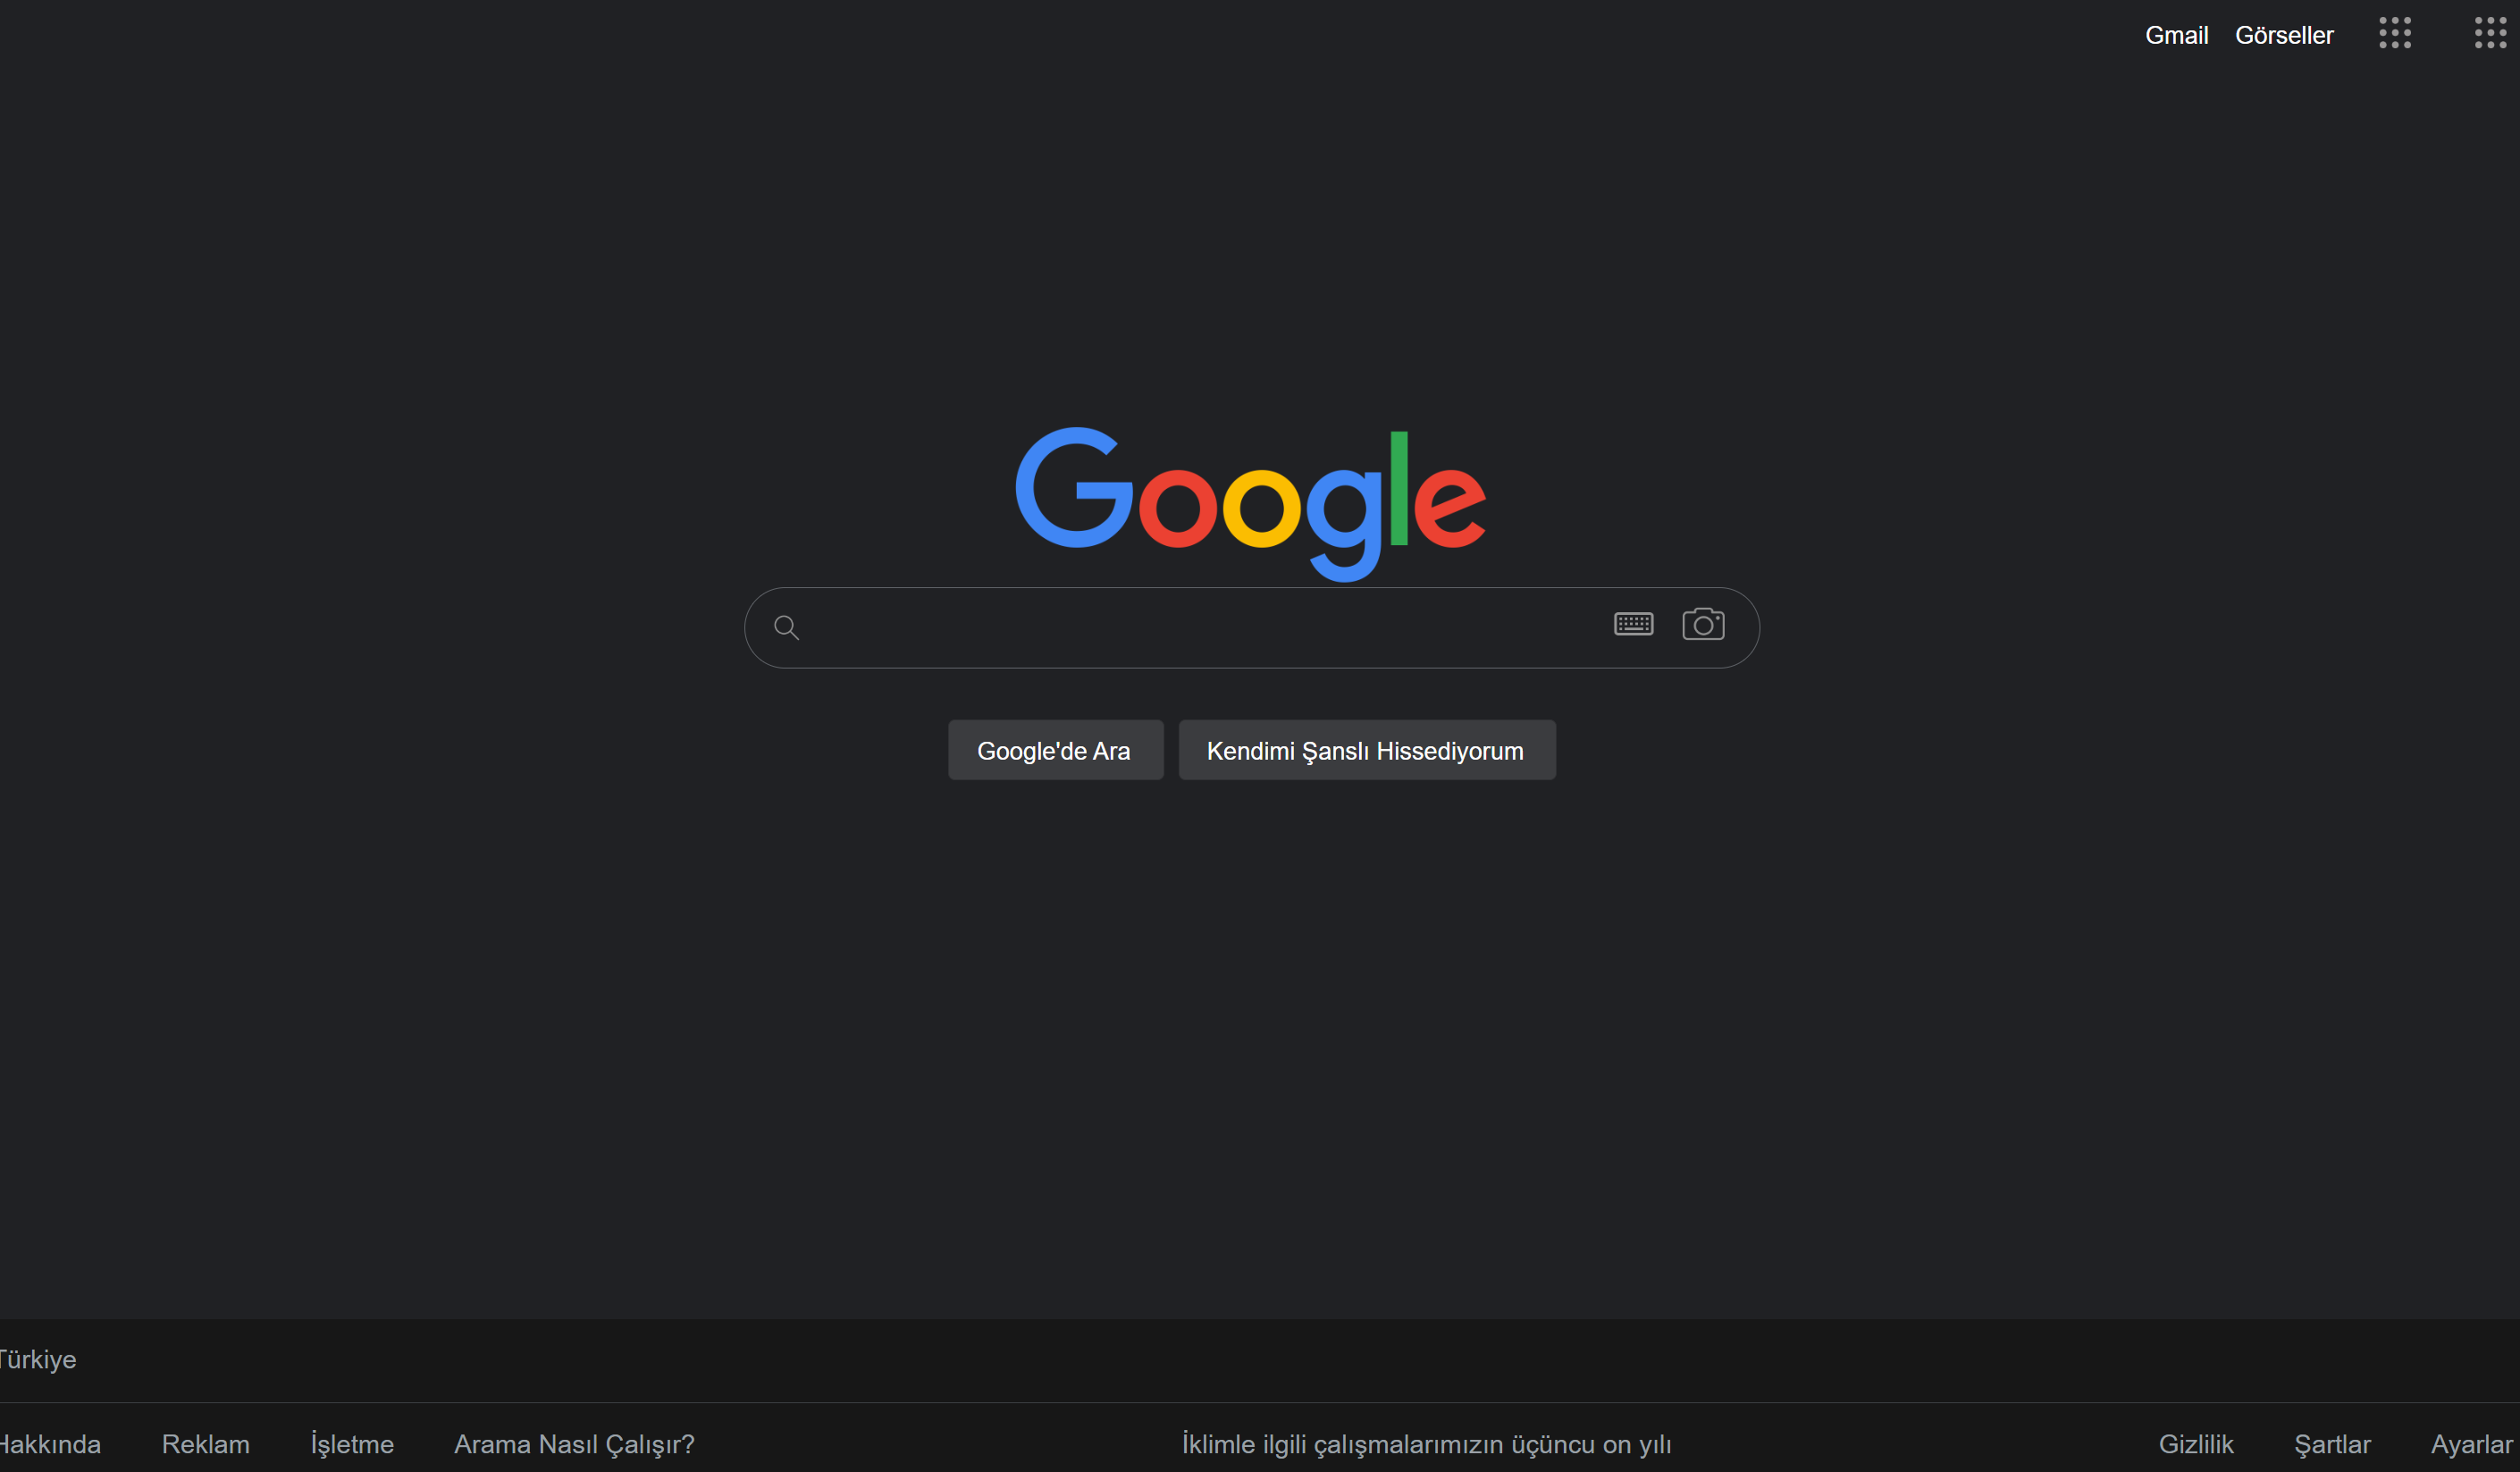 Gmail Görseller
Google
Google'de Ara Kendimi Şanslı Hissediyorum
Türkiye
Hakkında Reklam İşletme Arama Nasıl Çalışır? İklimle ilgili çalışmalarımızın üçüncu on yılı Gizlilik Şartlar Ayarlar